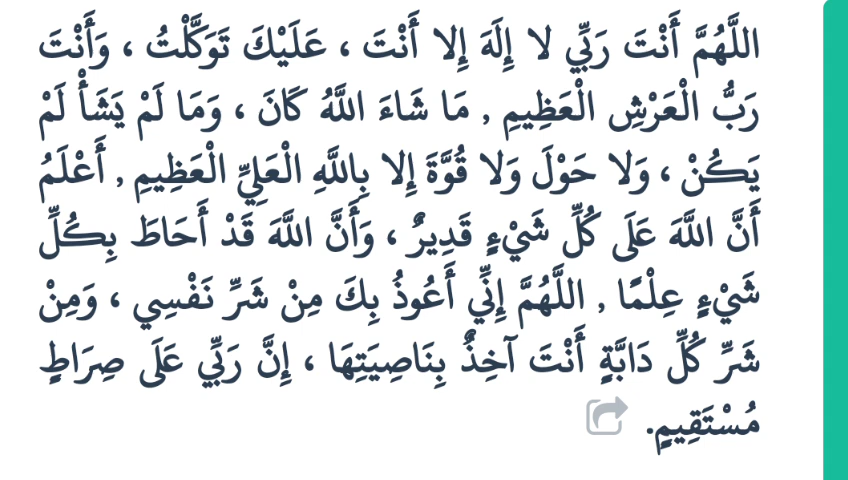 اللَّهُمَّ أَنْتَ رَبِّي لا إِلَهَ إِلا أَنْتَ ، عَلَيْكَ تَوَكَّلْتُ ، وَأَنْتَ
رَبُّ الْعَرْشِ الْعَظِيمِ , مَا شَاءَ اللَّهُ كَانَ ، وَمَا لَمْ يَشَأْ لَمْ
يَكُنْ ، وَلا حَوْلَ وَلا قُوَّةَ إِلا بِاللَّهِ الْعَلِيِّ الْعَظِيمِ , أَعْلَمُ
أَنَّ اللَّهَ عَلَى كُلِّ شَيْءٍ قَدِيرٌ ، وَأَنَّ اللَّهَ قَدْ أَحَاطَ بِكُلِّ
شَيْءٍ عِلْمًا , اللَّهُمَّ إِنِّي أَعُوذُ بِكَ مِنْ شَرِّ نَفْسِي ، وَمِنْ
شَرِّ كُلِّ دَابَّةٍ أَنْتَ آخِذٌ بِنَاصِيَتِهَا ، إِنَّ رَبِّي عَلَى صِرَاطٍ
مُسْتَقِيمٍ.